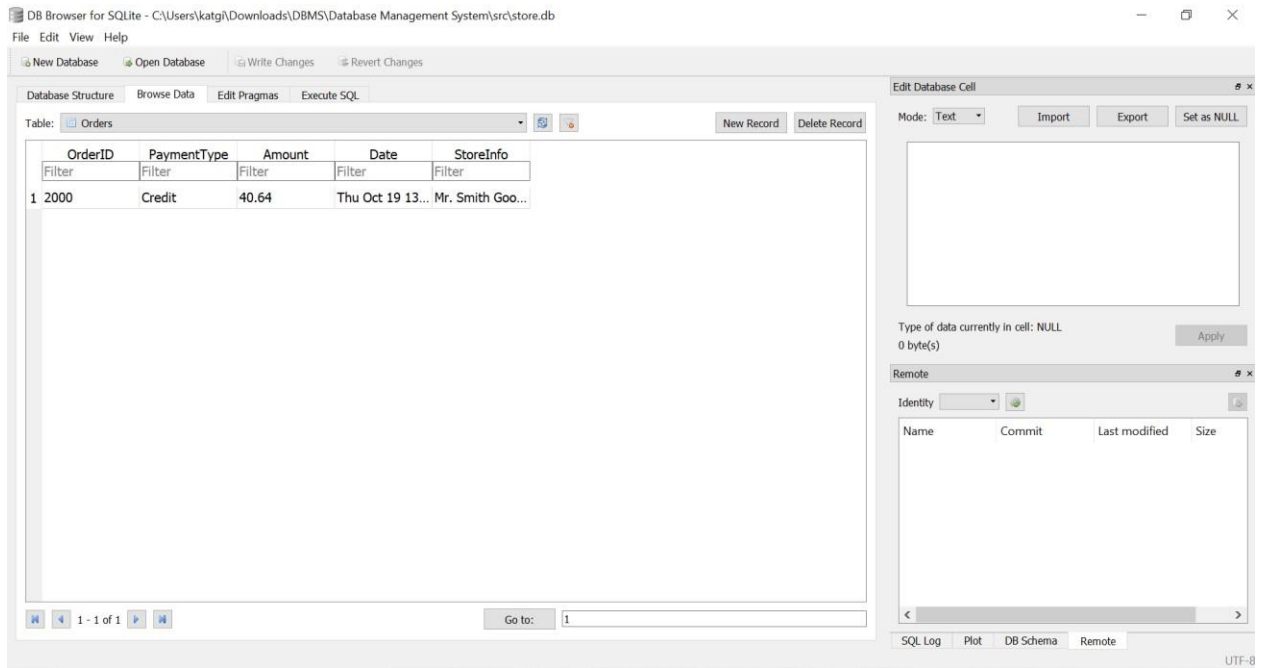 DB Browser for SQLite - C:\Users\katgi\Downloads\DBMS\Database Management System\src\store.db
File Edit View Help
New Database Open Database Write Changes Revert Changes
Database Structure Browse Data Edit Pragmas Execute SQL
Table: Orders New Record Delete Record
OrderID PaymentType Amount Date StoreInfo
Filter Filter Filter Filter Filter
1 2000 Credit 40.64 Thu Oct 19 13... Mr. Smith Goo...
1 - 1 of 1 Go to: 1
Edit Database Cell
Mode: Text Import Export Set as NULL
Type of data currently in cell: NULL
0 byte(s)
Apply
Remote
Identity
Name Commit Last modified Size
SQL Log Plot DB Schema Remote
UTF-8